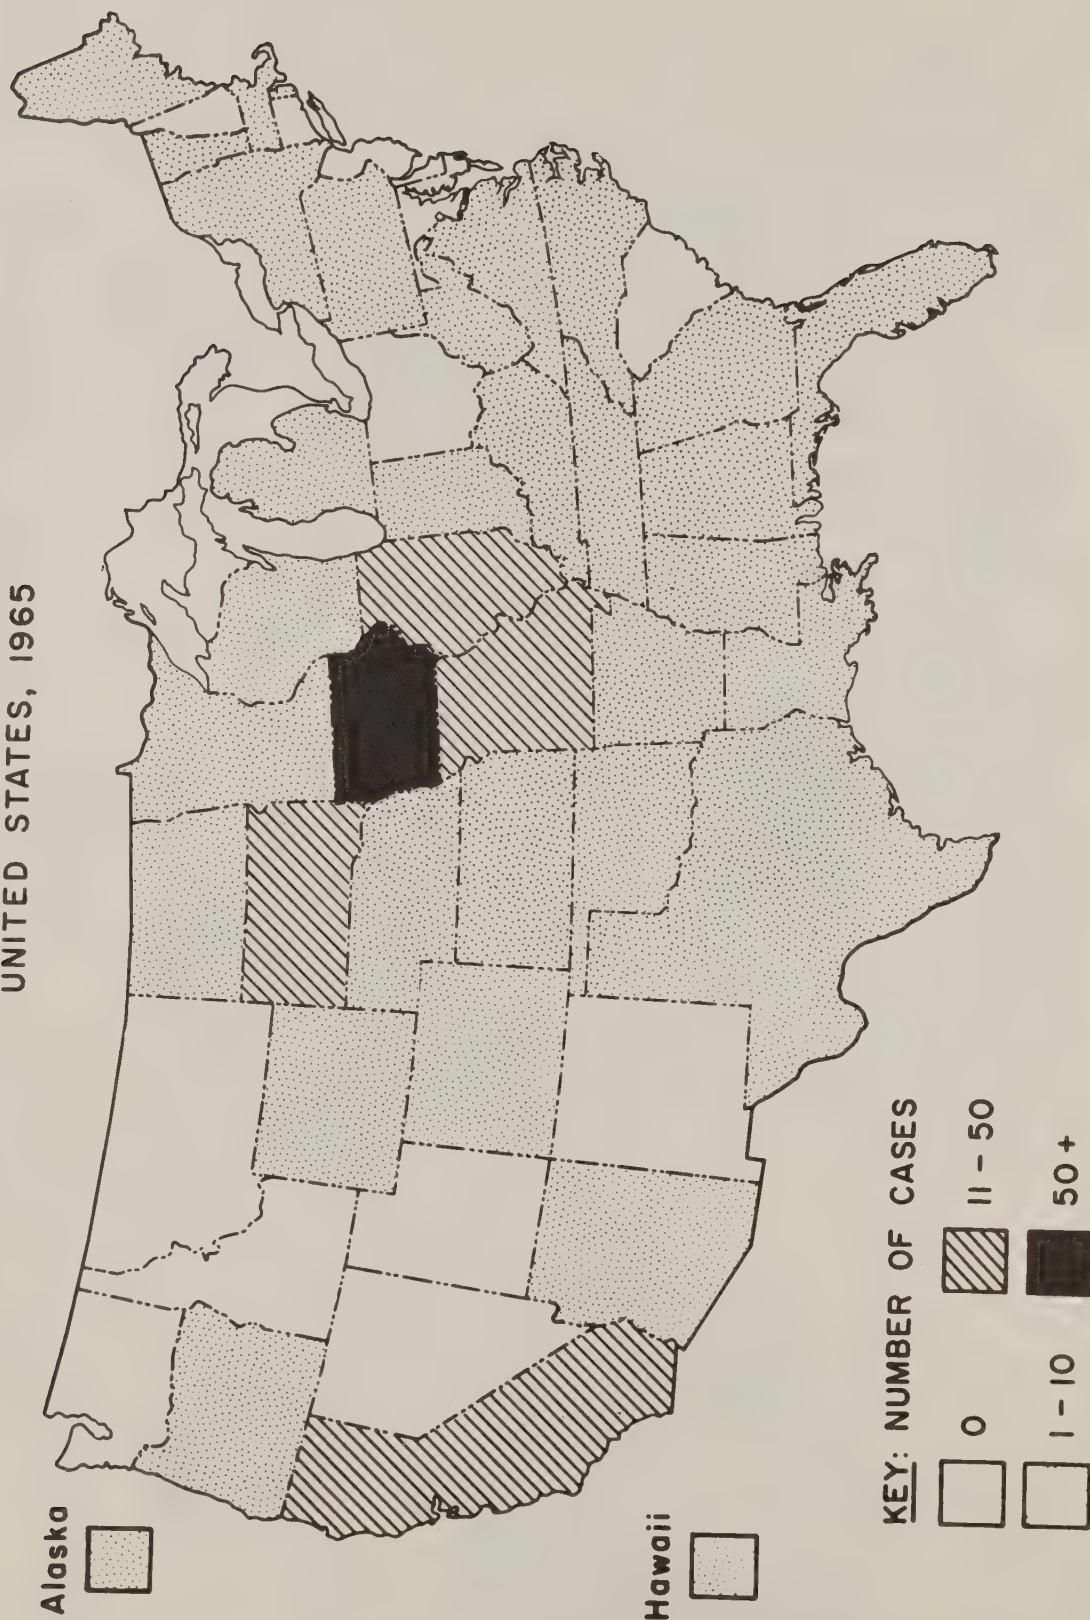 UNITED STATES, 1965
Alaska
Hawaii
KEY: NUMBER OF CASES
0
11 - 50
1 - 10
50 +